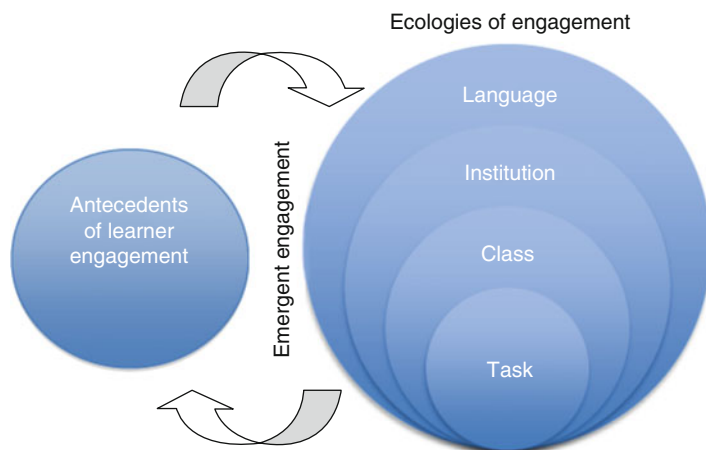 Ecologies of engagement
Language
Institution
Class
Task
Emergent engagement
Antecedents
of learner
engagement